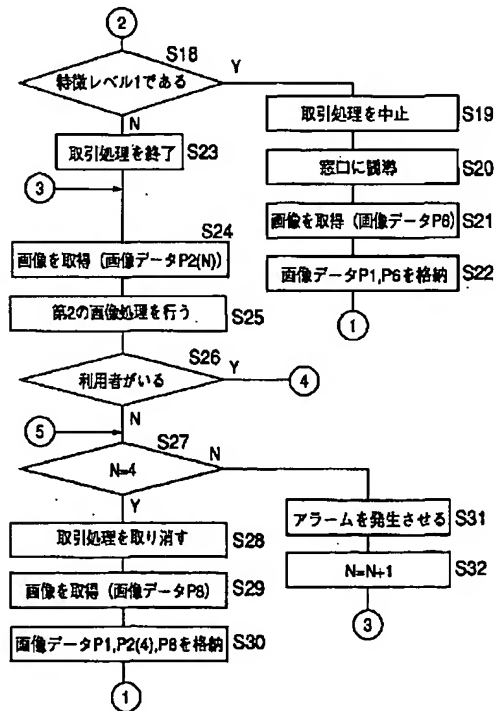 2
S18
特徴レベル1である
Y
N
取引処理を中止
S19
取引処理を終了
S23
窓口に誘導
S20
3
画像を取得（画像データP6）
S21
S24
画像を取得（画像データP2(N)）
画像データP1,P6を格納
S22
第2の画像処理を行う
S25
1
S26
利用者がいる
Y
4
N
5
S27
N=4
N
Y
アラームを発生させる
S31
取引処理を取り消す
S28
N=N+1
S32
画像を取得（画像データP8）
S29
3
画像データP1,P2(4),P8を格納
S30
1